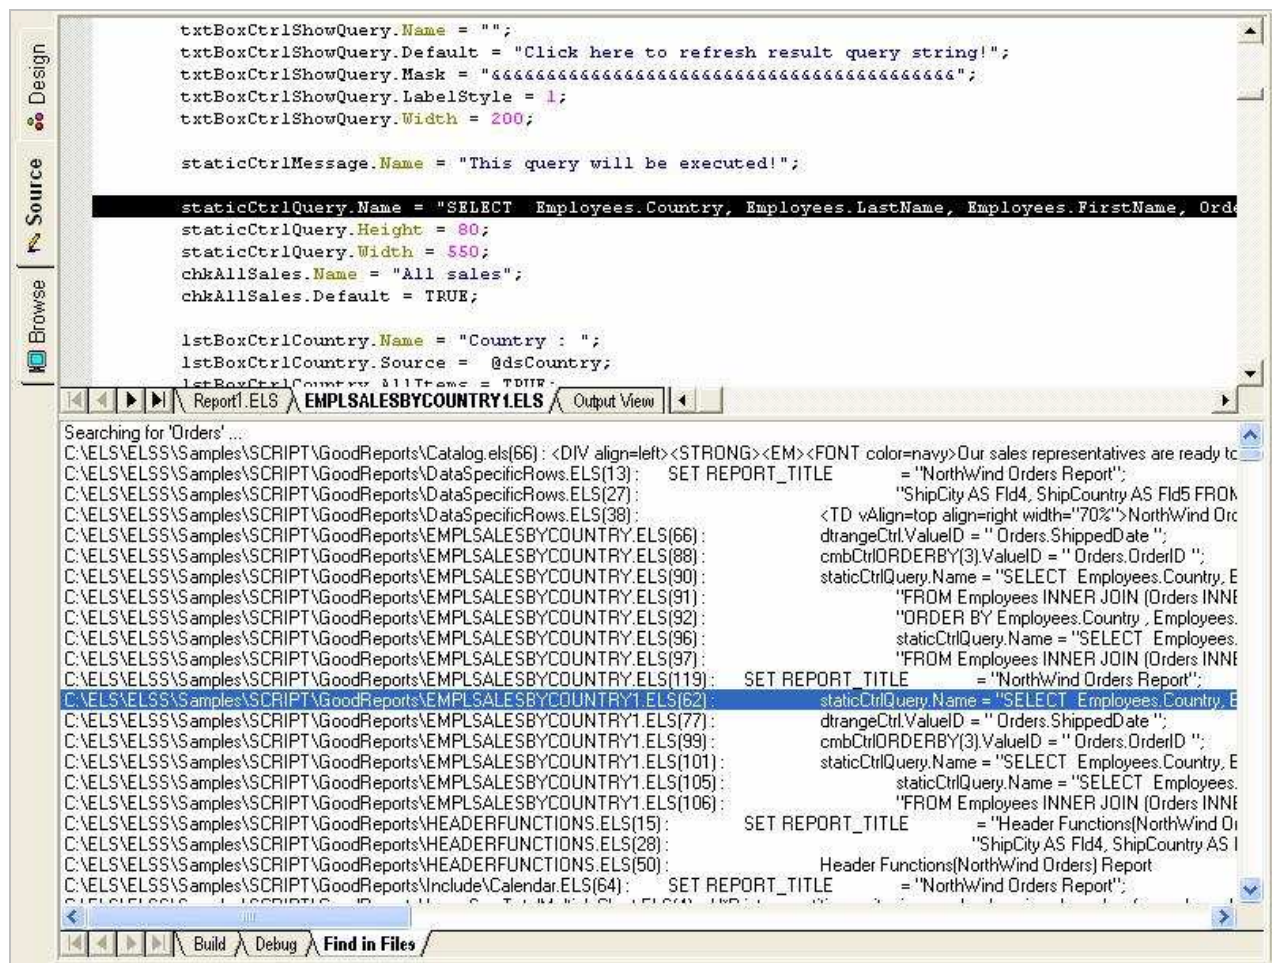 Design
Source
Browse
txtBoxCtrlShowQuery.Name = "";
txtBoxCtrlShowQuery.Default = "Click here to refresh result query string!";
txtBoxCtrlShowQuery.Mask = "&&&&&&&&&&&&&&&&&&&&&&&&&&&&&&&&&&&&&&&&&&";
txtBoxCtrlShowQuery.LabelStyle = 1;
txtBoxCtrlShowQuery.Width = 200;
staticCtrlMessage.Name = "This query will be executed!";
staticCtrlQuery.Name = "SELECT  Employees.Country, Employees.LastName, Employees.FirstName, Orde
staticCtrlQuery.Height = 80;
staticCtrlQuery.Width = 550;
chkAllSales.Name = "All sales";
chkAllSales.Default = TRUE;
lstBoxCtrlCountry.Name = "Country : ";
lstBoxCtrlCountry.Source =  @dsCountry;
lstBoxCtrlCountry.AllItems = TRUE;
Report1.ELS EMPLSALESBYCOUNTRY1.ELS Output View
Searching for 'Orders' ...
C:\ELS\ELSS\Samples\SCRIPT\GoodReports\Catalog.els(66) : <DIV align=left><STRONG><EM><FONT color=navy>Our sales representatives are ready to
C:\ELS\ELSS\Samples\SCRIPT\GoodReports\DataSpecificRows.ELS(13) : SET REPORT_TITLE = "NorthWind Orders Report";
C:\ELS\ELSS\Samples\SCRIPT\GoodReports\DataSpecificRows.ELS(27) : "ShipCity AS Fld4, ShipCountry AS Fld5 FROM
C:\ELS\ELSS\Samples\SCRIPT\GoodReports\DataSpecificRows.ELS(38) : <TD vAlign=top align=right width="70%">NorthWind Ord
C:\ELS\ELSS\Samples\SCRIPT\GoodReports\EMPLSALESBYCOUNTRY.ELS(66) : dtrangeCtrl.ValueID = " Orders.ShippedDate ";
C:\ELS\ELSS\Samples\SCRIPT\GoodReports\EMPLSALESBYCOUNTRY.ELS(88) : cmbCtrlORDERBY(3).ValueID = " Orders.OrderID ";
C:\ELS\ELSS\Samples\SCRIPT\GoodReports\EMPLSALESBYCOUNTRY.ELS(90) : staticCtrlQuery.Name = "SELECT  Employees.Country, E
C:\ELS\ELSS\Samples\SCRIPT\GoodReports\EMPLSALESBYCOUNTRY.ELS(91) : "FROM Employees INNER JOIN (Orders INNE
C:\ELS\ELSS\Samples\SCRIPT\GoodReports\EMPLSALESBYCOUNTRY.ELS(92) : "ORDER BY Employees.Country , Employees.
C:\ELS\ELSS\Samples\SCRIPT\GoodReports\EMPLSALESBYCOUNTRY.ELS(96) : staticCtrlQuery.Name = "SELECT  Employees.
C:\ELS\ELSS\Samples\SCRIPT\GoodReports\EMPLSALESBYCOUNTRY.ELS(97) : "FROM Employees INNER JOIN (Orders INNE
C:\ELS\ELSS\Samples\SCRIPT\GoodReports\EMPLSALESBYCOUNTRY.ELS(119) : SET REPORT_TITLE = "NorthWind Orders Report";
C:\ELS\ELSS\Samples\SCRIPT\GoodReports\EMPLSALESBYCOUNTRY1.ELS(62) : staticCtrlQuery.Name = "SELECT  Employees.Country, E
C:\ELS\ELSS\Samples\SCRIPT\GoodReports\EMPLSALESBYCOUNTRY1.ELS(77) : dtrangeCtrl.ValueID = " Orders.ShippedDate ";
C:\ELS\ELSS\Samples\SCRIPT\GoodReports\EMPLSALESBYCOUNTRY1.ELS(99) : cmbCtrlORDERBY(3).ValueID = " Orders.OrderID ";
C:\ELS\ELSS\Samples\SCRIPT\GoodReports\EMPLSALESBYCOUNTRY1.ELS(101) : staticCtrlQuery.Name = "SELECT  Employees.Country, E
C:\ELS\ELSS\Samples\SCRIPT\GoodReports\EMPLSALESBYCOUNTRY1.ELS(105) : staticCtrlQuery.Name = "SELECT  Employees.
C:\ELS\ELSS\Samples\SCRIPT\GoodReports\EMPLSALESBYCOUNTRY1.ELS(106) : "FROM Employees INNER JOIN (Orders INNE
C:\ELS\ELSS\Samples\SCRIPT\GoodReports\HEADERFUNCTIONS.ELS(15) : SET REPORT_TITLE = "Header Functions(NorthWind Or
C:\ELS\ELSS\Samples\SCRIPT\GoodReports\HEADERFUNCTIONS.ELS(28) : "ShipCity AS Fld4, ShipCountry AS F
C:\ELS\ELSS\Samples\SCRIPT\GoodReports\HEADERFUNCTIONS.ELS(50) : Header Functions(NorthWind Orders) Report
C:\ELS\ELSS\Samples\SCRIPT\GoodReports\Include\Calendar.ELS(64) : SET REPORT_TITLE = "NorthWind Orders Report";
Build Debug Find in Files